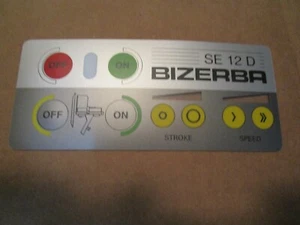 OFF ON SE 12 D
BIZERBA
OFF ON
STROKE SPEED